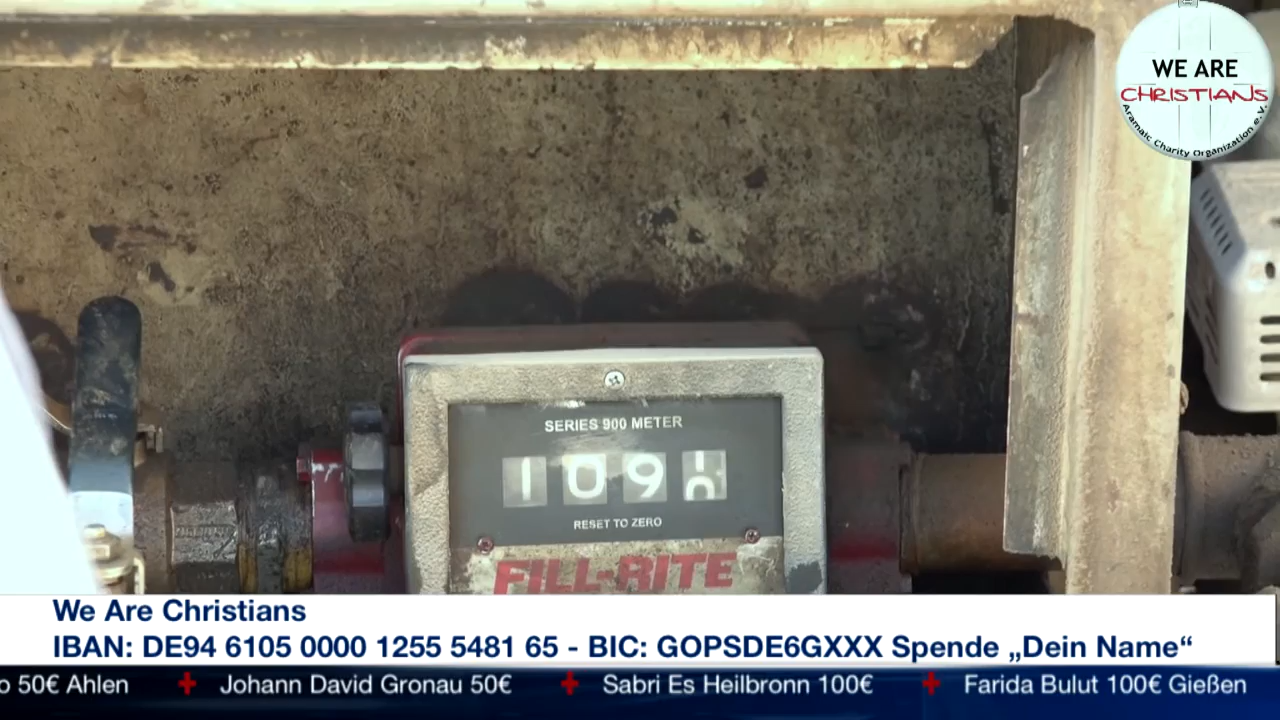 WE ARE
CHRISTIANS
Aramaic Charity Organization e.V.
SERIES 900 METER
109
RESET TO ZERO
FILL-RITE
We Are Christians
IBAN: DE94 6105 0000 1255 5481 65 - BIC: GOPSDE6GXXX Spende „Dein Name“
o 50€ Ahlen + Johann David Gronau 50€ + Sabri Es Heilbronn 100€ + Farida Bulut 100€ Gießen